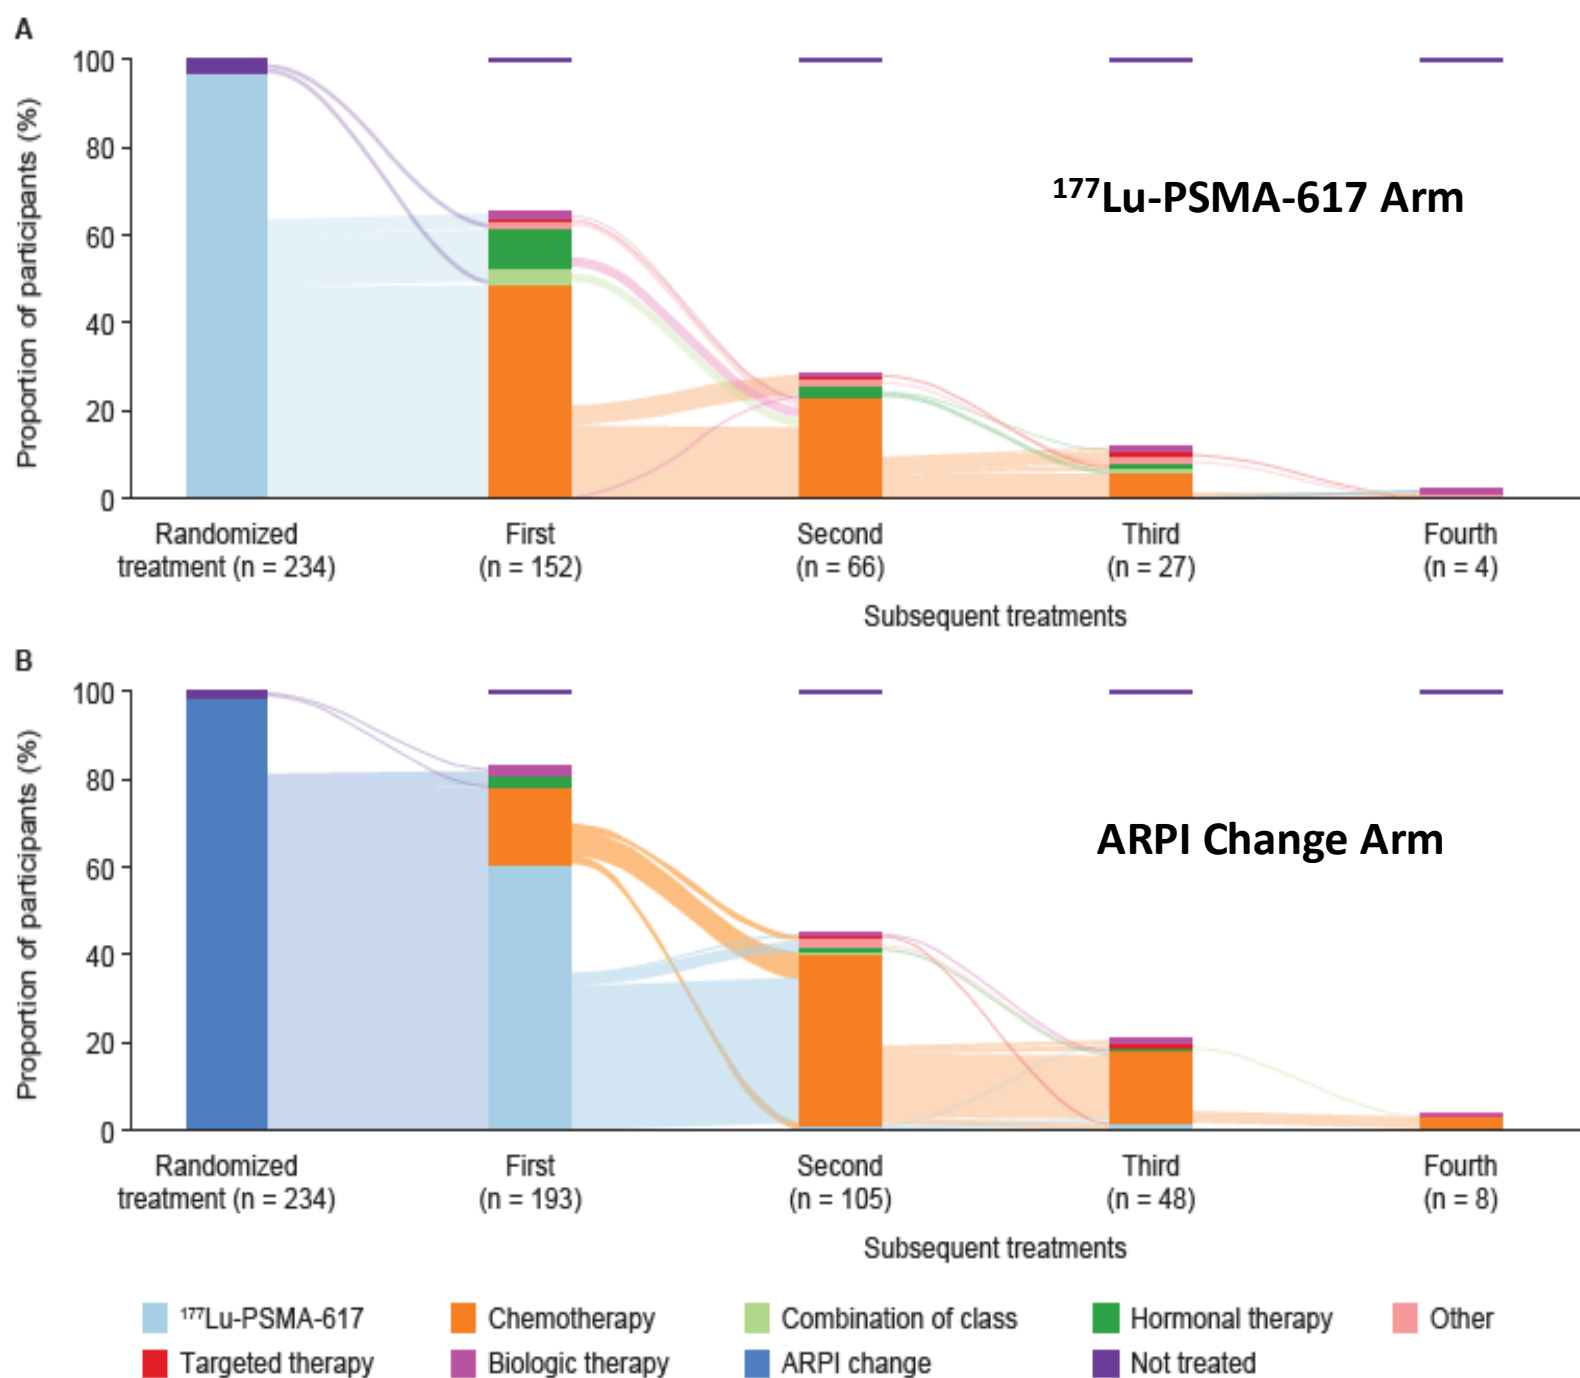 A
100
80
60
40
20
0
Proportion of participants (%)
¹⁷⁷Lu-PSMA-617 Arm
Randomized
treatment (n = 234)
First
(n = 152)
Second
(n = 66)
Third
(n = 27)
Fourth
(n = 4)
Subsequent treatments
B
100
80
60
40
20
0
Proportion of participants (%)
ARPI Change Arm
Randomized
treatment (n = 234)
First
(n = 193)
Second
(n = 105)
Third
(n = 48)
Fourth
(n = 8)
Subsequent treatments
¹⁷⁷Lu-PSMA-617
Chemotherapy
Combination of class
Hormonal therapy
Other
Targeted therapy
Biologic therapy
ARPI change
Not treated